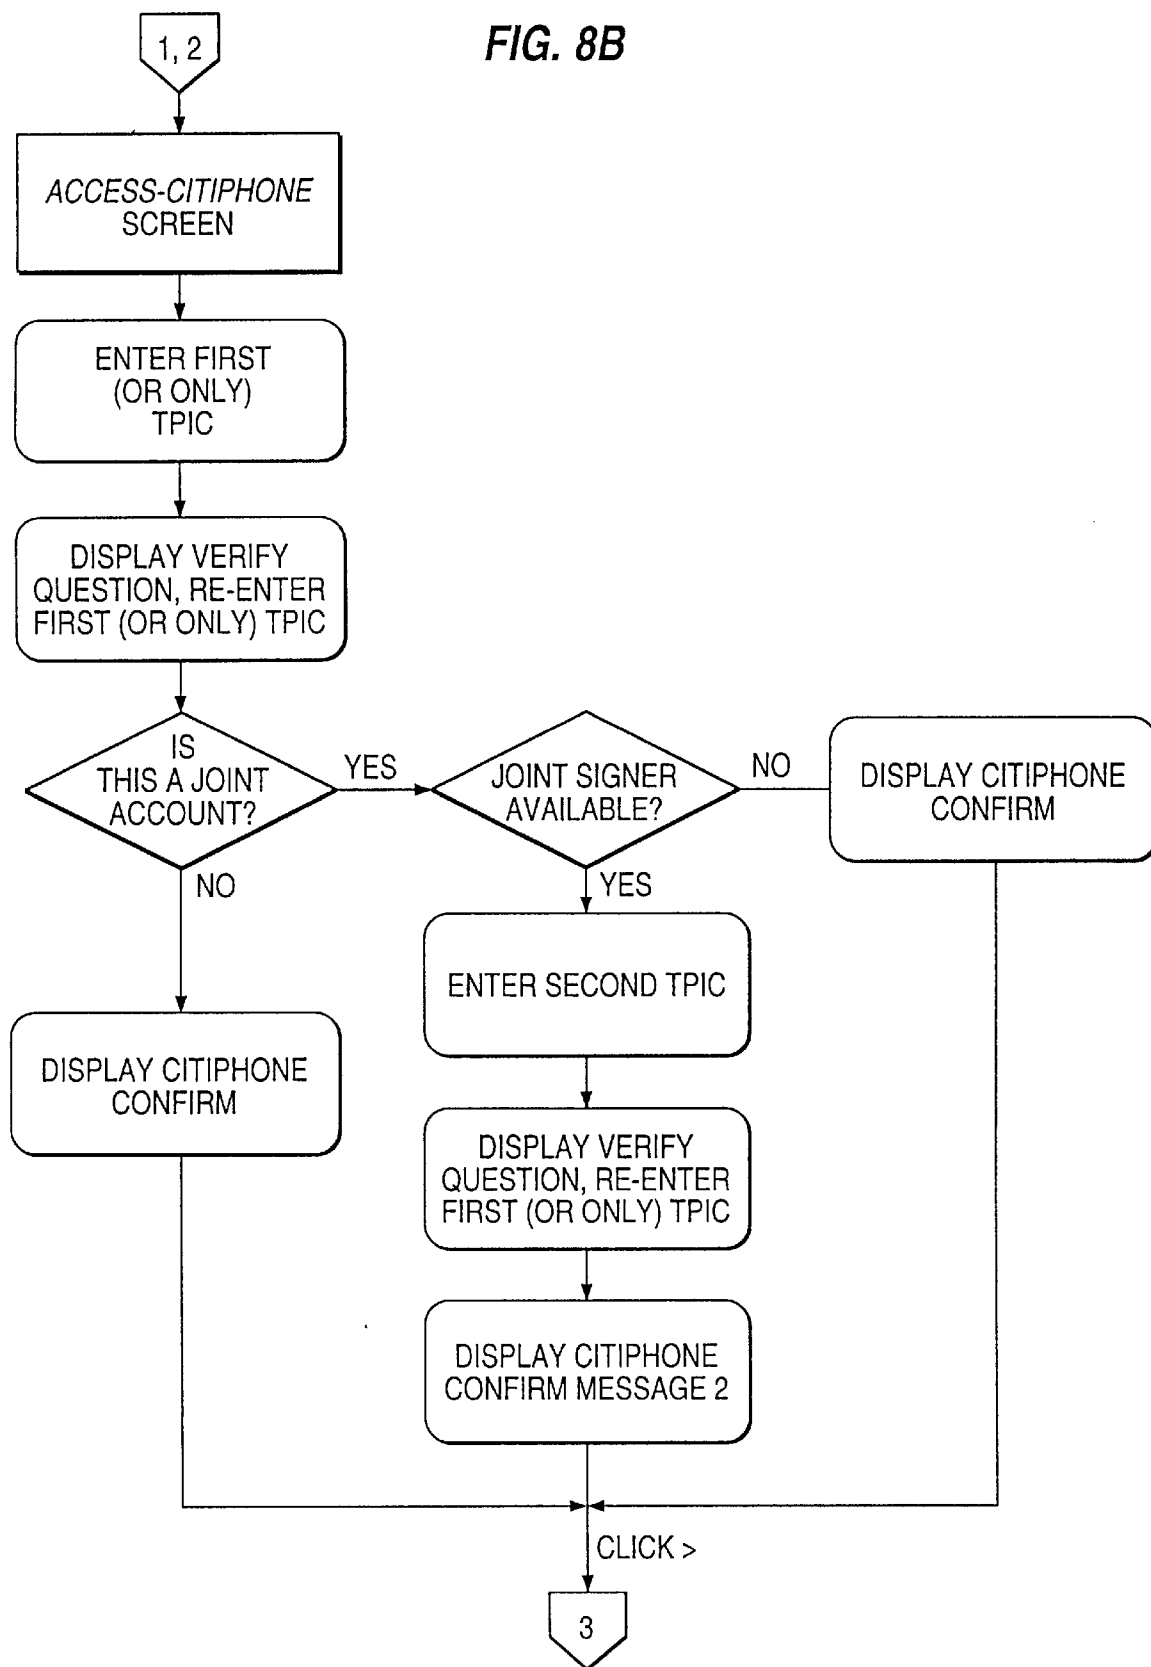 FIG. 8B
1, 2
ACCESS-CITIPHONE
SCREEN
ENTER FIRST
(OR ONLY)
TPIC
DISPLAY VERIFY
QUESTION, RE-ENTER
FIRST (OR ONLY) TPIC
IS
THIS A JOINT
ACCOUNT?
YES
JOINT SIGNER
AVAILABLE?
NO
DISPLAY CITIPHONE
CONFIRM
NO
YES
ENTER SECOND TPIC
DISPLAY CITIPHONE
CONFIRM
DISPLAY VERIFY
QUESTION, RE-ENTER
FIRST (OR ONLY) TPIC
DISPLAY CITIPHONE
CONFIRM MESSAGE 2
CLICK >
3